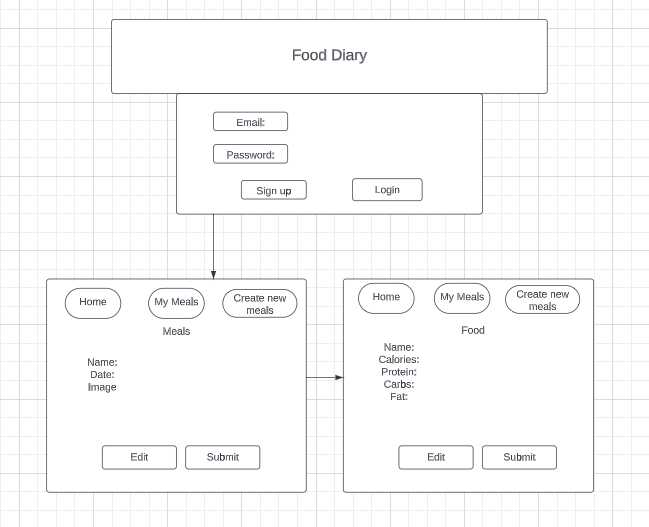 Food Diary
Email:
Password:
Sign up
Login
Home
My Meals
Create new
meals
Meals
Name:
Date:
Image
Edit
Submit
Home
My Meals
Create new
meals
Food
Name:
Calories:
Protein:
Carbs:
Fat:
Edit
Submit